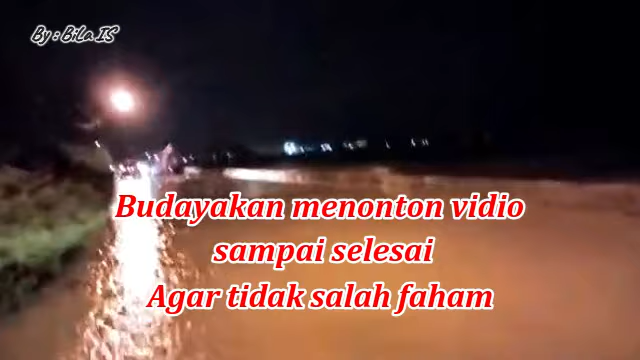 By : BiLa IS
Budayakan menonton vidio
sampai selesai
Agar tidak salah faham